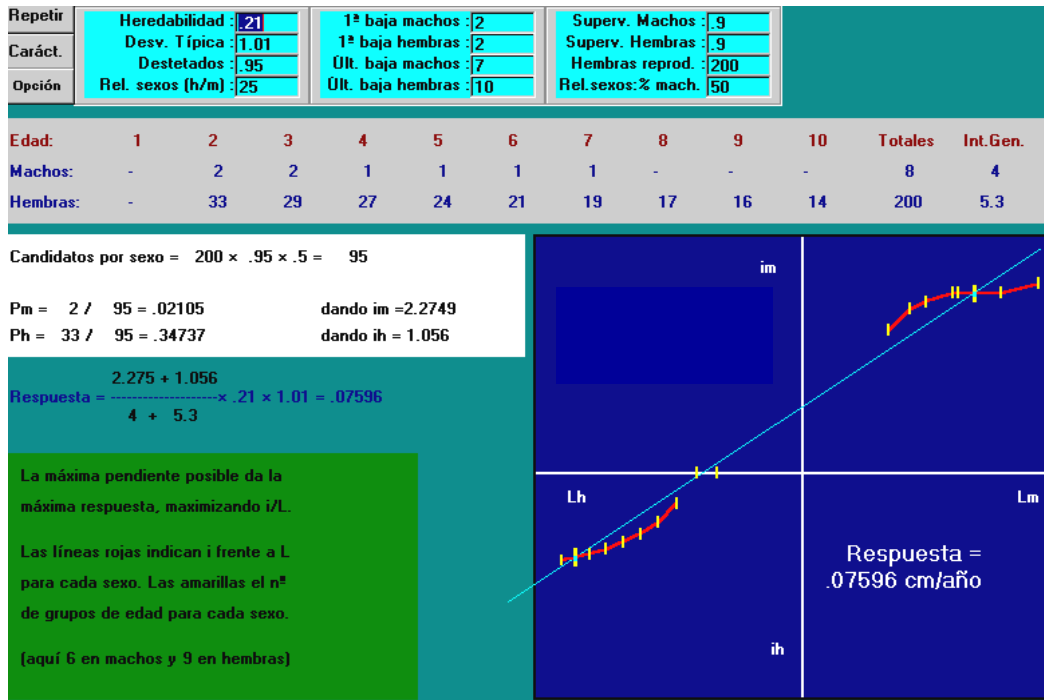 Repetir
Caráct.
Opción
Heredabilidad : .21
Desv. Típica : 1.01
Destetados : .95
Rel. sexos (h/m) : 25
1ª baja machos : 2
1ª baja hembras : 2
Últ. baja machos : 7
Últ. baja hembras : 10
Superv. Machos : .9
Superv. Hembras : .9
Hembras reprod. : 200
Rel.sexos:% mach. 50
Edad: 1 2 3 4 5 6 7 8 9 10 Totales Int.Gen.
Machos: - 2 2 1 1 1 1 - - - 8 4
Hembras: - 33 29 27 24 21 19 17 16 14 200 5.3
Candidatos por sexo = 200 × .95 × .5 = 95
Pm = 2 / 95 = .02105 dando im =2.2749
Ph = 33 / 95 = .34737 dando ih = 1.056
2.275 + 1.056
Respuesta = --------------------× .21 × 1.01 = .07596
4 + 5.3
La máxima pendiente posible da la
máxima respuesta, maximizando i/L.
Las líneas rojas indican i frente a L
para cada sexo. Las amarillas el nº
de grupos de edad para cada sexo.
(aquí 6 en machos y 9 en hembras)
im
Lh
Lm
Respuesta =
.07596 cm/año
ih